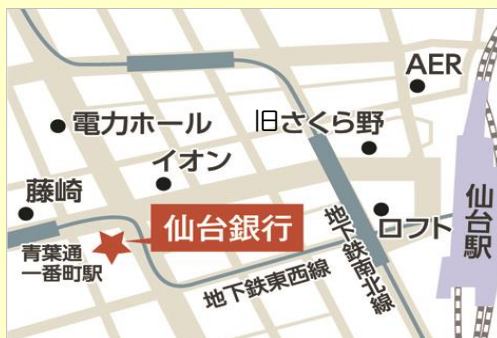 AER
電力ホール
旧さくら野
イオン
藤崎
仙台銀行
ロフト
仙台駅
青葉通
一番町駅
地下鉄東西線
地下鉄南北線